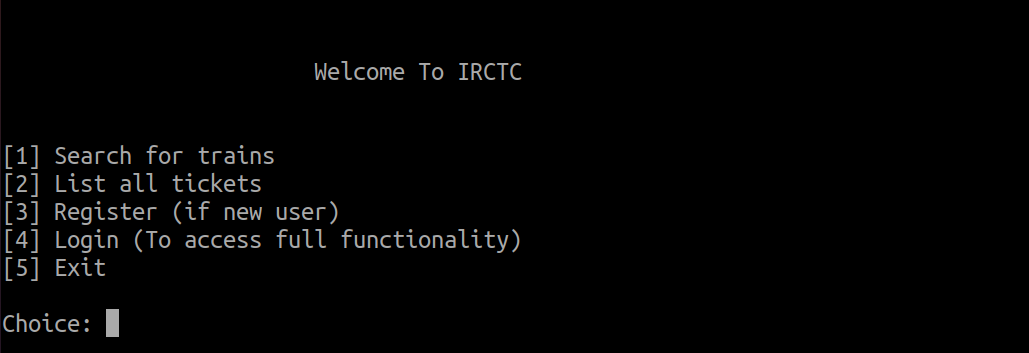 Welcome To IRCTC
[1] Search for trains
[2] List all tickets
[3] Register (if new user)
[4] Login (To access full functionality)
[5] Exit
Choice: